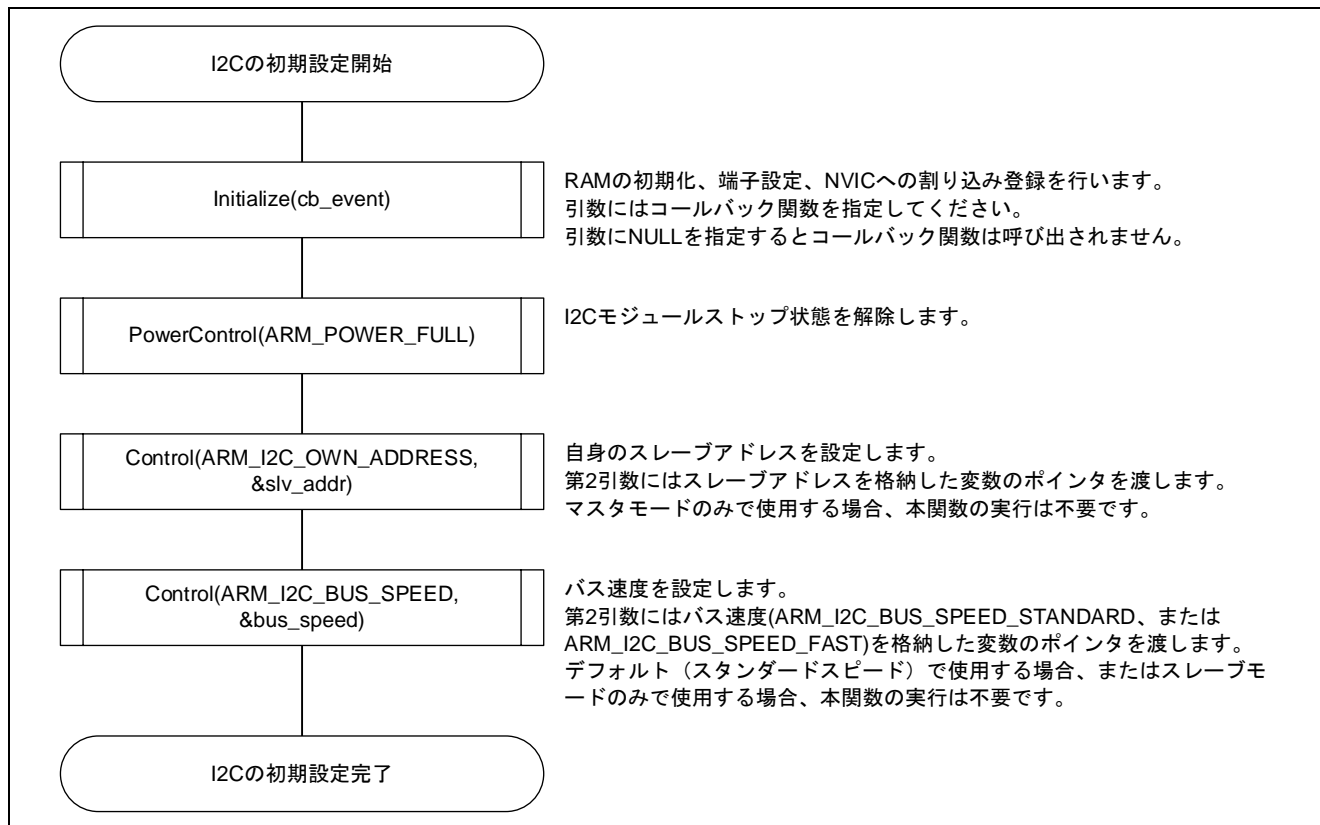 I2Cの初期設定開始
Initialize(cb_event)
RAMの初期化、端子設定、NVICへの割り込み登録を行います。
引数にはコールバック関数を指定してください。
引数にNULLを指定するとコールバック関数は呼び出されません。
PowerControl(ARM_POWER_FULL)
I2Cモジュールストップ状態を解除します。
Control(ARM_I2C_OWN_ADDRESS,
&slv_addr)
自身のスレーブアドレスを設定します。
第2引数にはスレーブアドレスを格納した変数のポインタを渡します。
マスタモードのみで使用する場合、本関数の実行は不要です。
Control(ARM_I2C_BUS_SPEED,
&bus_speed)
バス速度を設定します。
第2引数にはバス速度(ARM_I2C_BUS_SPEED_STANDARD、または
ARM_I2C_BUS_SPEED_FAST)を格納した変数のポインタを渡します。
デフォルト（スタンダードスピード）で使用する場合、またはスレーブモ
ードのみで使用する場合、本関数の実行は不要です。
I2Cの初期設定完了